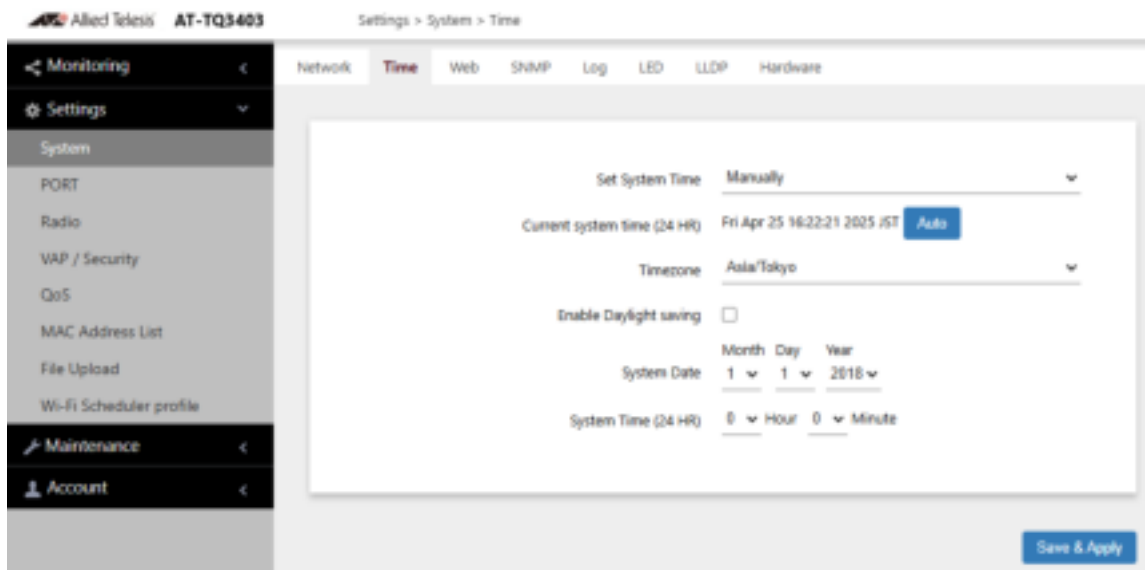 Allied Telesis AT-TQ3403 Settings > System > Time
Monitoring
Network Time Web SNMP Log LED LLDP Hardware
Settings
System
PORT
Radio
VAP / Security
QoS
MAC Address List
File Upload
Wi-Fi Scheduler profile
Maintenance
Account
Set System Time Manually
Current system time (24 HR) Fri Apr 25 16:22:21 2025 JST Auto
Timezone Asia/Tokyo
Enable Daylight saving
Month Day Year
System Date 1 1 2018
System Time (24 HR) 0 Hour 0 Minute
Save & Apply